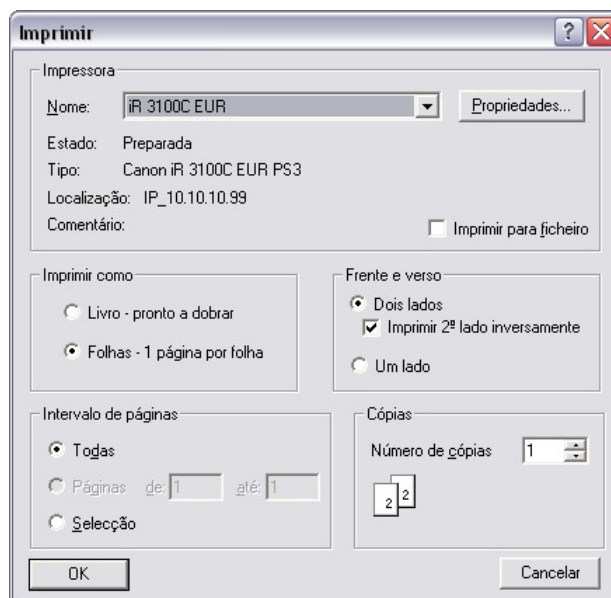 Imprimir
Impressora
Nome: iR 3100C EUR Propriedades...
Estado: Preparada
Tipo: Canon iR 3100C EUR PS3
Localização: IP_10.10.10.99
Comentário: Imprimir para ficheiro
Imprimir como
Livro - pronto a dobrar
Folhas - 1 página por folha
Frente e verso
Dois lados
Imprimir 2º lado inversamente
Um lado
Intervalo de páginas
Todas
Páginas de: 1 até: 1
Selecção
Cópias
Número de cópias 1
2 2
OK Cancelar